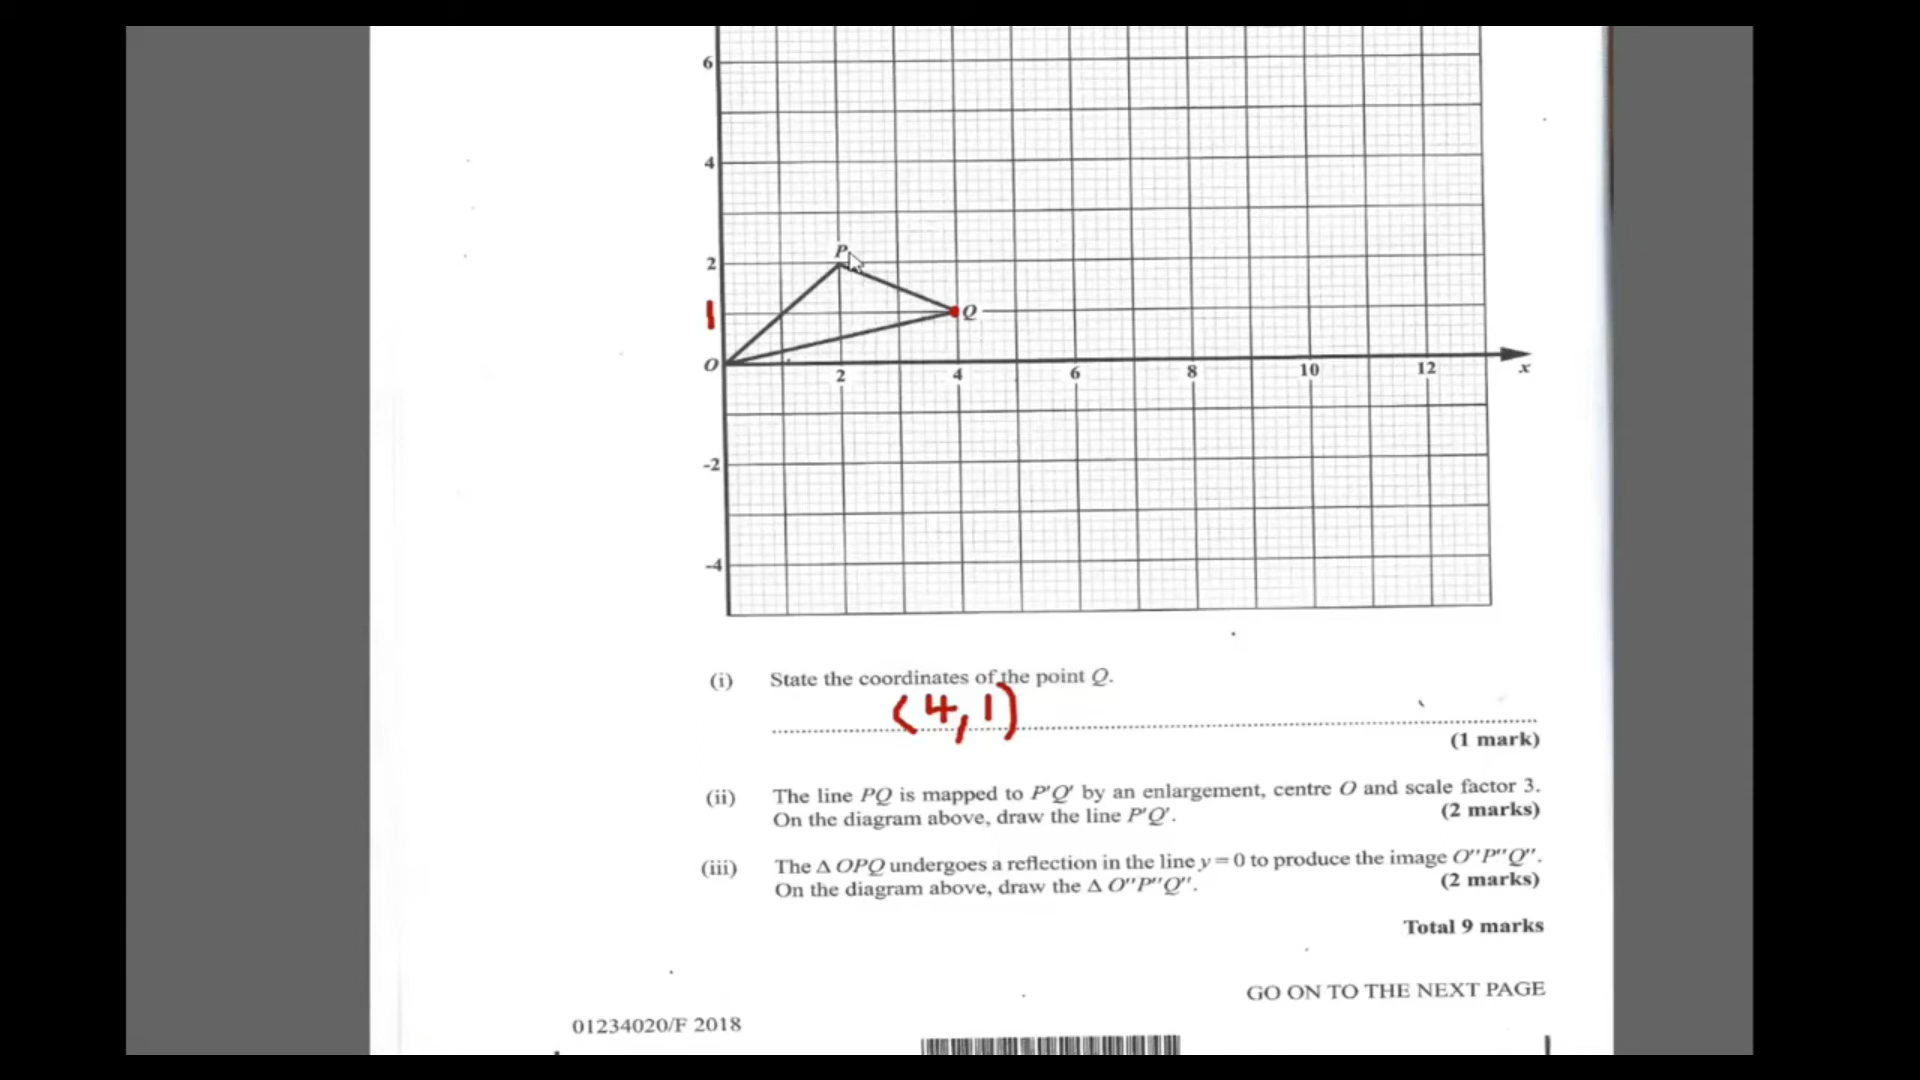 6
4
P
2
1
Q
O
2 4 6 8 10 12 x
-2
-4
(i) State the coordinates of the point Q.
(4,1)
(1 mark)
(ii) The line PQ is mapped to P'Q' by an enlargement, centre O and scale factor 3.
On the diagram above, draw the line P'Q'. (2 marks)
(iii) The Δ OPQ undergoes a reflection in the line y = 0 to produce the image O"P"Q".
On the diagram above, draw the Δ O"P"Q". (2 marks)
Total 9 marks
GO ON TO THE NEXT PAGE
01234020/F 2018